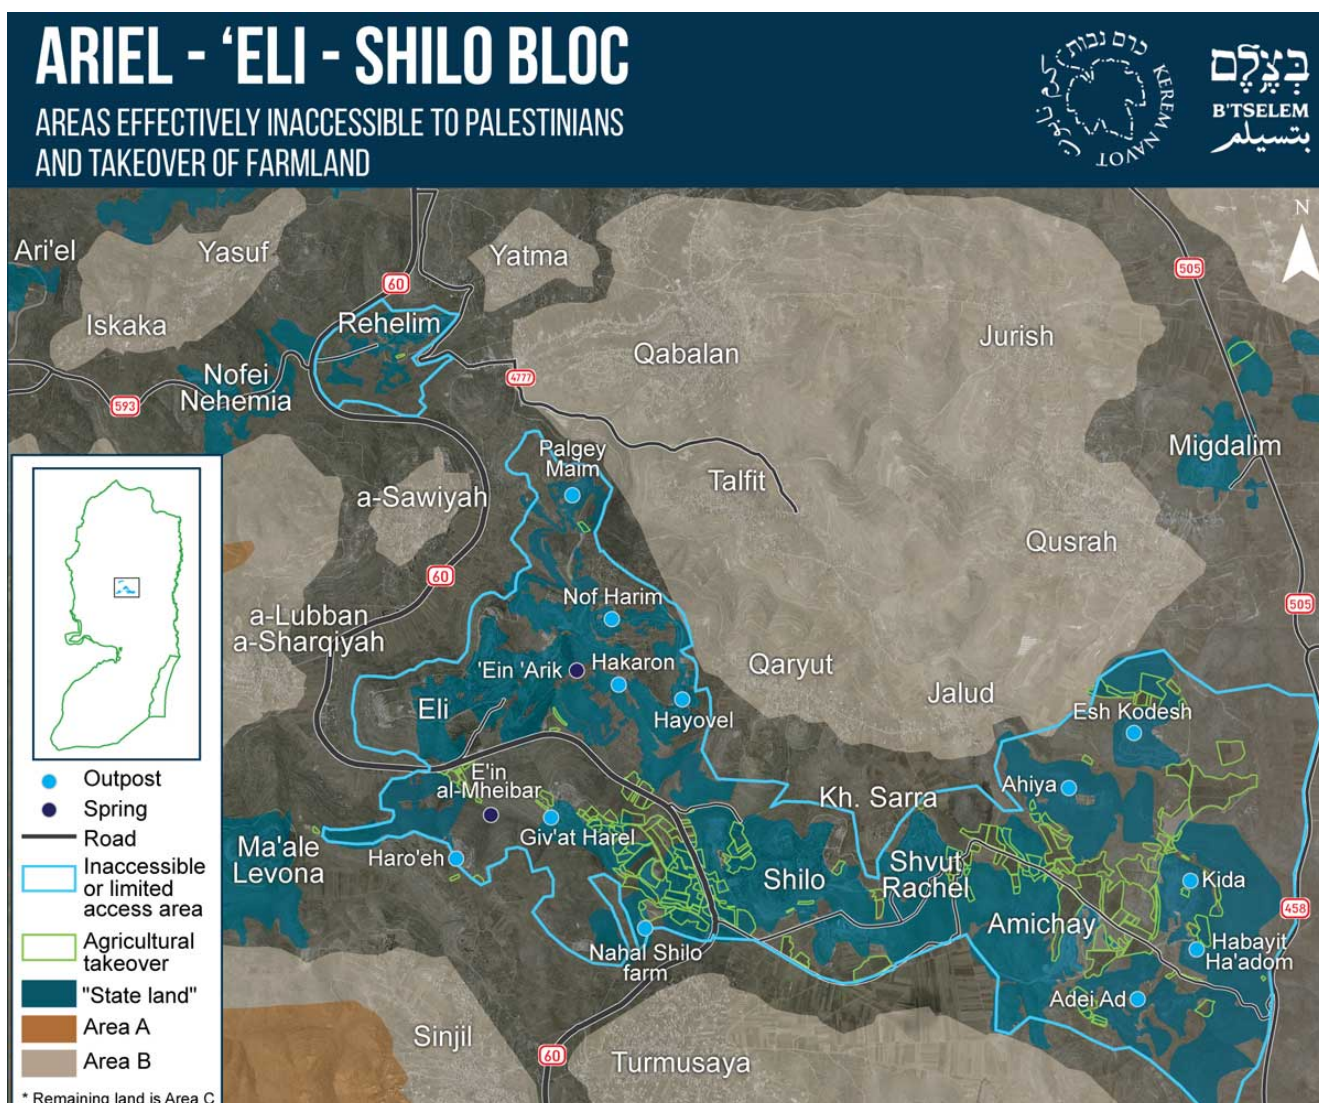 ARIEL - ‘ELI - SHILO BLOC
AREAS EFFECTIVELY INACCESSIBLE TO PALESTINIANS
AND TAKEOVER OF FARMLAND
כרם נבות
KEREM NAVOT
كرم نابوت
בצלם
B'TSELEM
بتسيلم
N
Ari'el
Yasuf
Yatma
505
60
Iskaka
Rehelim
Qabalan
Jurish
Nofei
Nehemia
593
4777
Migdalim
Palgey
Maim
a-Sawiyah
Talfit
Qusrah
60
505
Nof Harim
a-Lubban
a-Sharqiyah
'Ein 'Arik
Hakaron
Qaryut
Jalud
Eli
Hayovel
Esh Kodesh
E'in
al-Mheibar
Kh. Sarra
Ahiya
Giv'at Harel
Ma'ale
Levona
Haro'eh
Shilo
Shvut
Rachel
Kida
458
Amichay
Nahal Shilo
farm
Habayit
Ha'adom
Adei Ad
Sinjil
60
Turmusaya
Outpost
Spring
Road
Inaccessible
or limited
access area
Agricultural
takeover
"State land"
Area A
Area B
* Remaining land is Area C